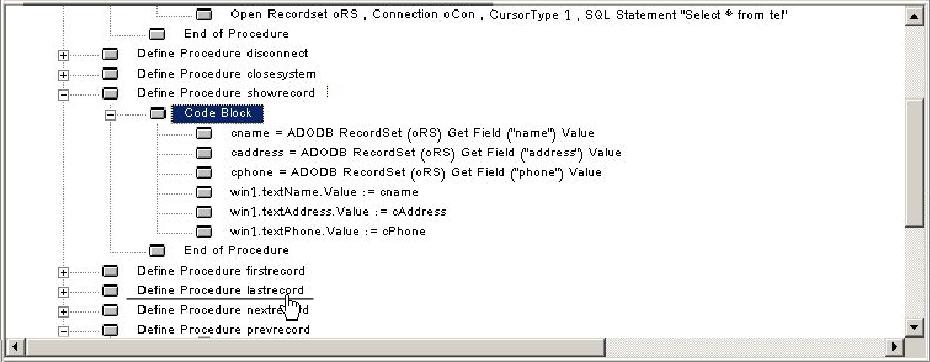 Open Recordset oRS , Connection oCon , CursorType 1 , SQL Statement "Select * from tel"
End of Procedure
Define Procedure disconnect
Define Procedure closesystem
Define Procedure showrecord
Code Block
cname = ADODB RecordSet (oRS) Get Field ("name") Value
caddress = ADODB RecordSet (oRS) Get Field ("address") Value
cphone = ADODB RecordSet (oRS) Get Field ("phone") Value
win1.textName.Value := cname
win1.textAddress.Value := cAddress
win1.textPhone.Value := cPhone
End of Procedure
Define Procedure firstrecord
Define Procedure lastrecord
Define Procedure
Define Procedure prevrecord